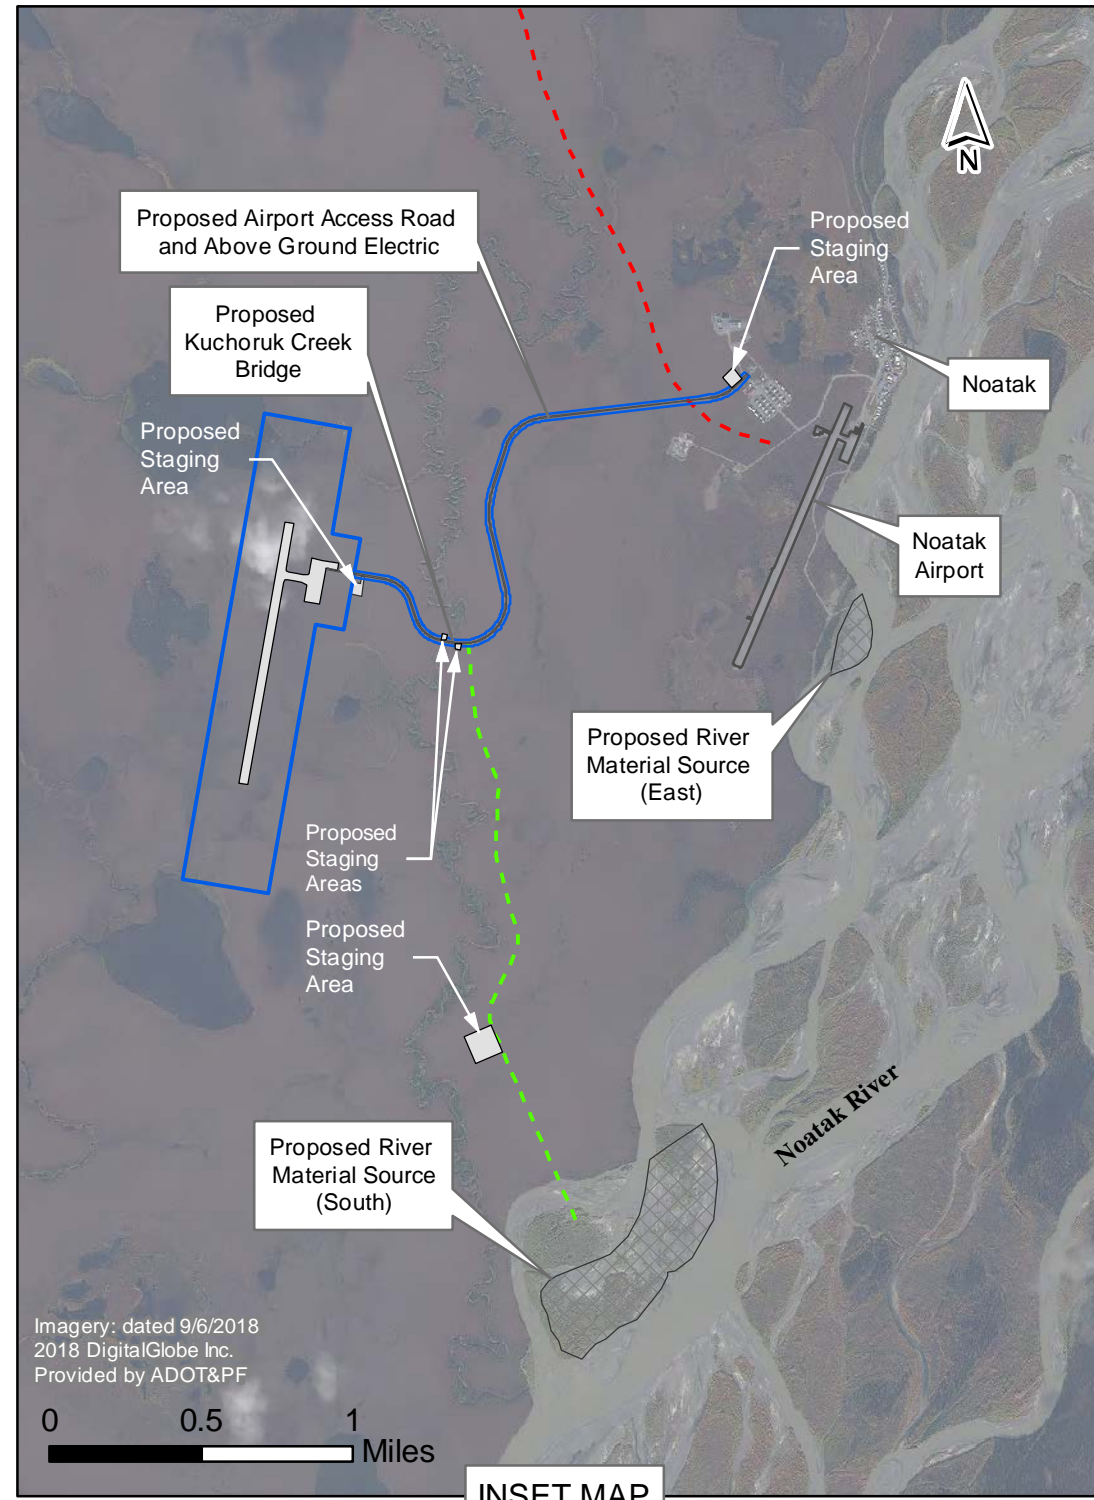 N
Proposed Airport Access Road
and Above Ground Electric
Proposed
Staging
Area
Proposed
Kuchoruk Creek
Bridge
Noatak
Proposed
Staging
Area
Noatak
Airport
Proposed River
Material Source
(East)
Proposed
Staging
Areas
Proposed
Staging
Area
Noatak River
Proposed River
Material Source
(South)
Imagery: dated 9/6/2018
2018 DigitalGlobe Inc.
Provided by ADOT&PF
0 0.5 1
Miles
INSET MAP